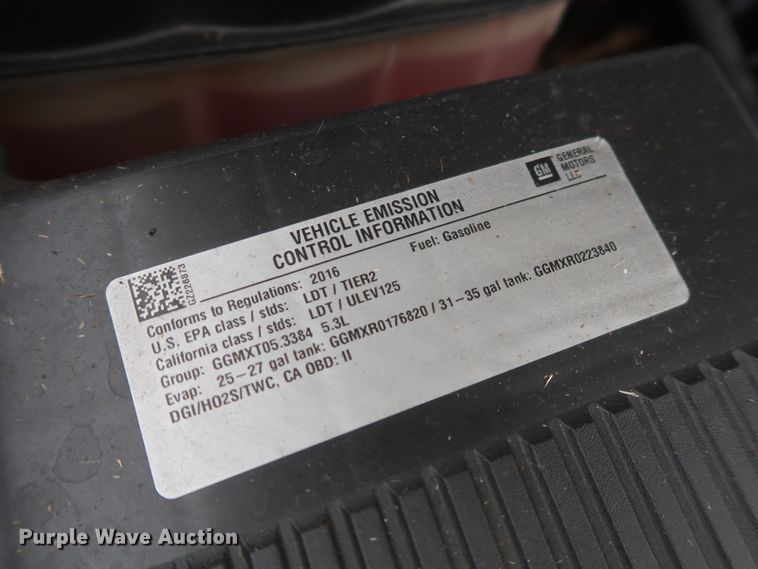 GM GENERAL
MOTORS
LLC
VEHICLE EMISSION
CONTROL INFORMATION
GZ226873
Conforms to Regulations: 2016 Fuel: Gasoline
U.S. EPA class / stds: LDT / TIER2
California class / stds: LDT / ULEV125
Group: GGMXT05.3384 5.3L
Evap: 25-27 gal tank: GGMXR0176820 / 31-35 gal tank: GGMXR0223840
DGI/HO2S/TWC, CA OBD: II
Purple Wave Auction